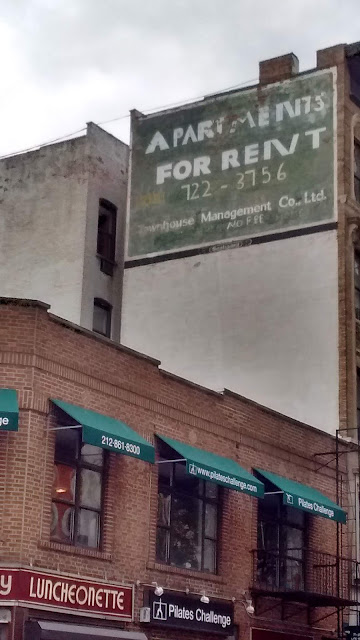 APARTMENTS
FOR RENT
722-3756
Townhouse Management Co., Ltd.
NO FEE
ge
212-861-8300
www.pilateschallenge.com
Pilates Challenge
Y LUNCHEONETTE
Pilates Challenge